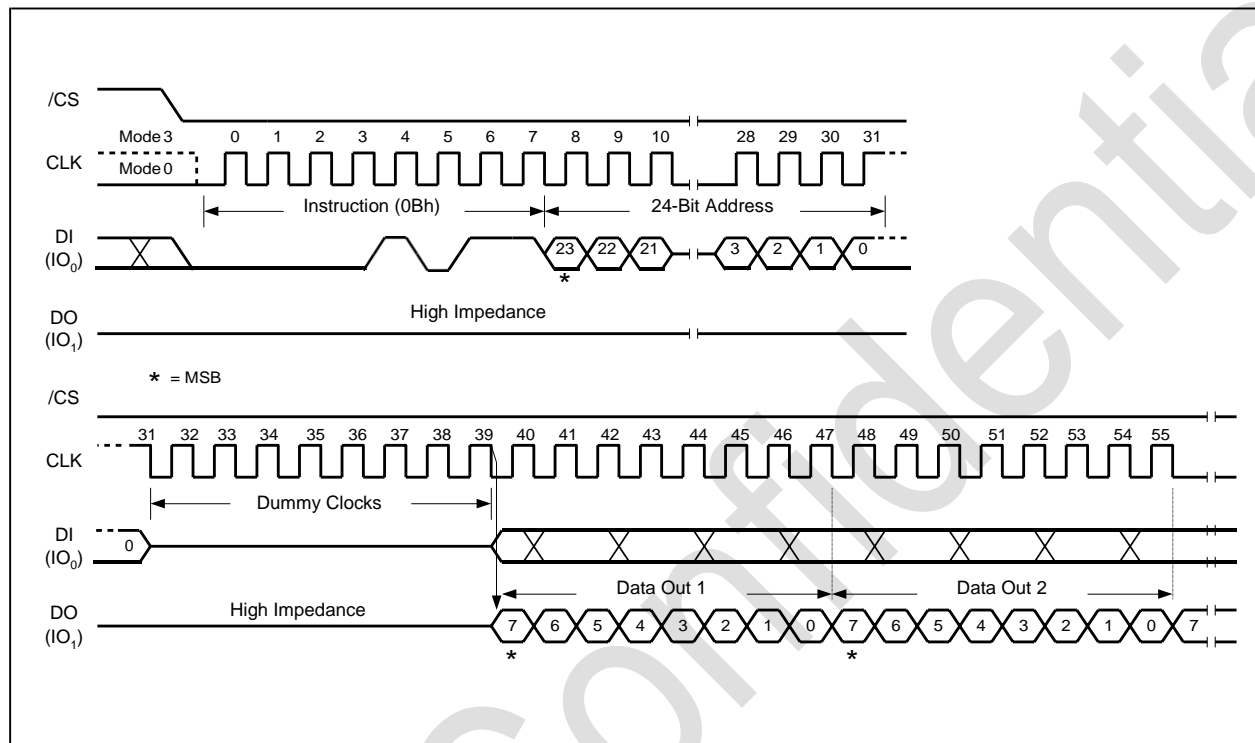 /CS
Mode 3 0 1 2 3 4 5 6 7 8 9 10 28 29 30 31
CLK
Mode 0
Instruction (0Bh) 24-Bit Address
DI
(IO0) 23 22 21 3 2 1 0
*
High Impedance
DO
(IO1)
* = MSB
/CS
31 32 33 34 35 36 37 38 39 40 41 42 43 44 45 46 47 48 49 50 51 52 53 54 55
CLK
Dummy Clocks
DI
(IO0) 0
Data Out 1 Data Out 2
High Impedance
DO
(IO1) 7 6 5 4 3 2 1 0 7 6 5 4 3 2 1 0 7
* *
Confidentia